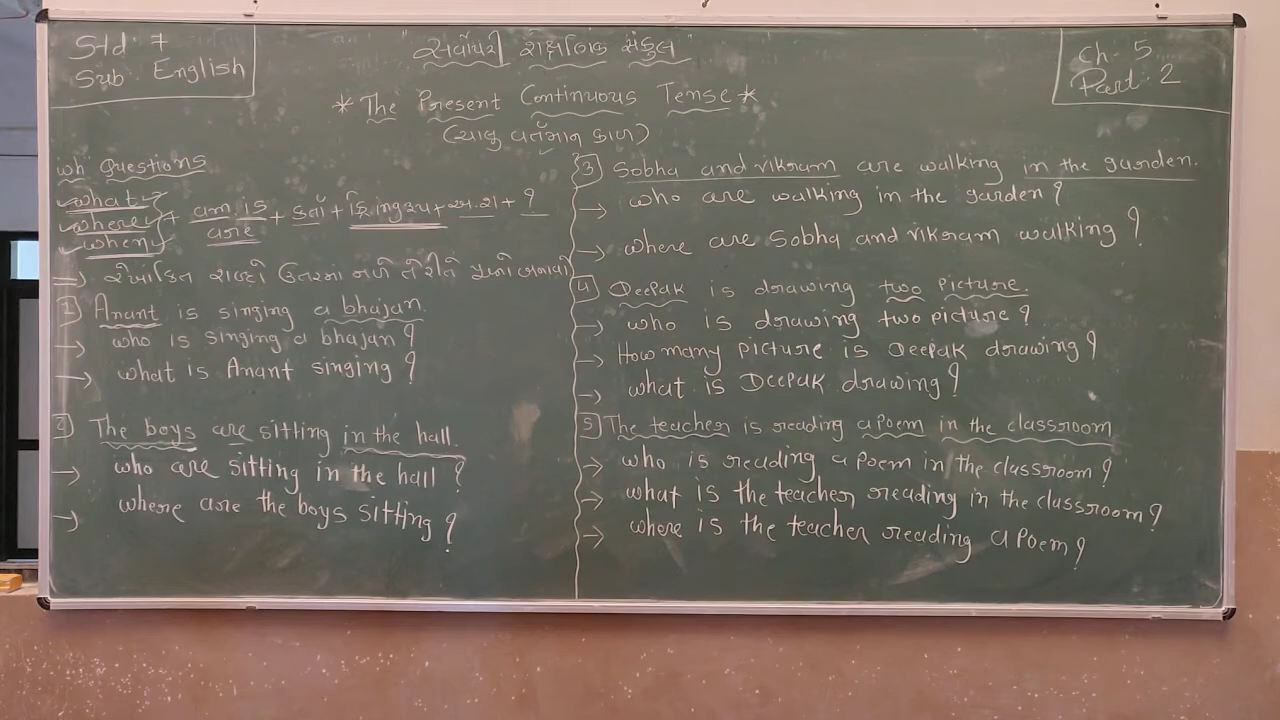 Std : 7
Sub : English
" સર્વોપરી શૈક્ષણિક સંકુલ "
Ch. 5
Part : 2
* The Present Continuous Tense *
(ચાલુ વર્તમાન કાળ)
wh Questions
what
where
when
+ am is are + કર્તા + ક્રિ.નું ing રૂપ + અ.શ. + ?
→ રેખાંકિત શબ્દો ઉત્તરમાં મળે તે રીતે પ્રશ્નો બનાવો
1 Anant is singing a bhajan.
→ who is singing a bhajan?
→ what is Anant singing?
2 The boys are sitting in the hall.
→ who are sitting in the hall?
→ where are the boys sitting?
3 Sobha and vikram are walking in the garden.
→ who are walking in the garden?
→ where are Sobha and vikram walking?
4 Deepak is drawing two picture.
→ who is drawing two picture?
→ How many picture is Deepak drawing?
→ what is Deepak drawing?
5 The teacher is reading a poem in the classroom
→ who is reading a poem in the classroom?
→ what is the teacher reading in the classroom?
→ where is the teacher reading a poem?